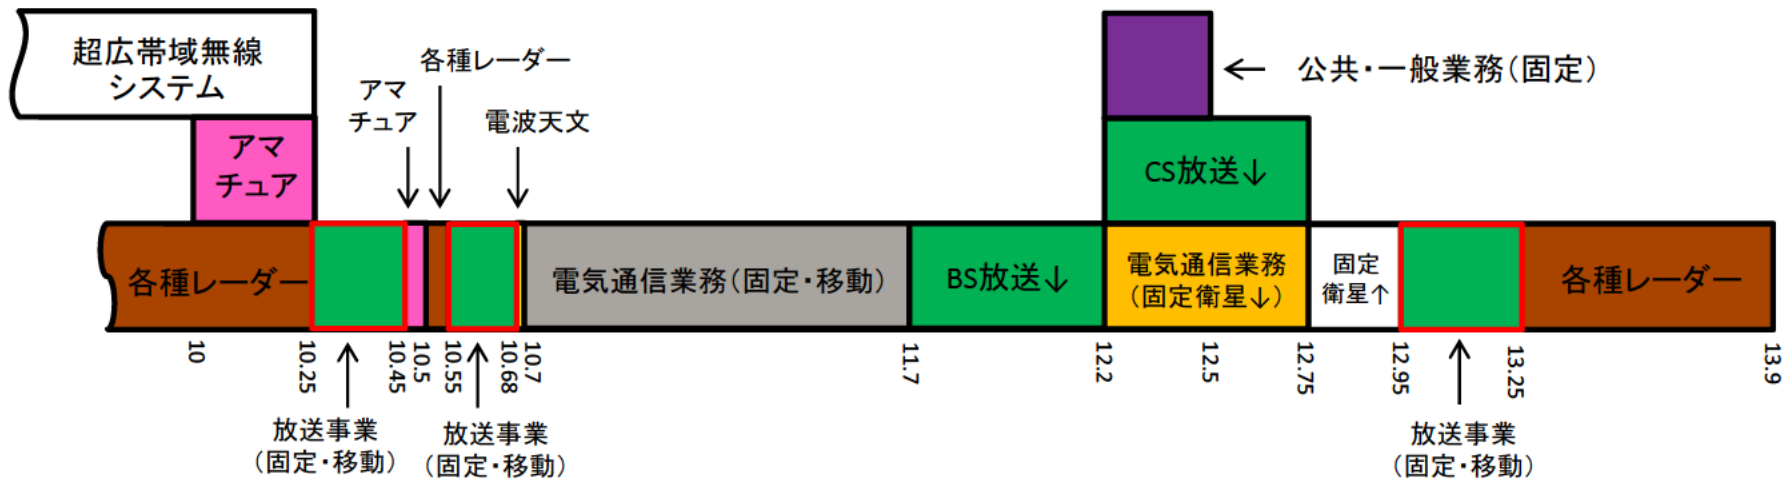 超広帯域無線
システム
アマ
チュア
各種レーダー
アマ
チュア
各種レーダー
電波天文
電気通信業務(固定・移動)
BS放送↓
公共・一般業務(固定)
CS放送↓
電気通信業務
(固定衛星↓)
固定
衛星↑
各種レーダー
10
10.25
10.45
10.5
10.55
10.68
10.7
11.7
12.2
12.5
12.75
12.95
13.25
13.9
放送事業
(固定・移動)
放送事業
(固定・移動)
放送事業
(固定・移動)